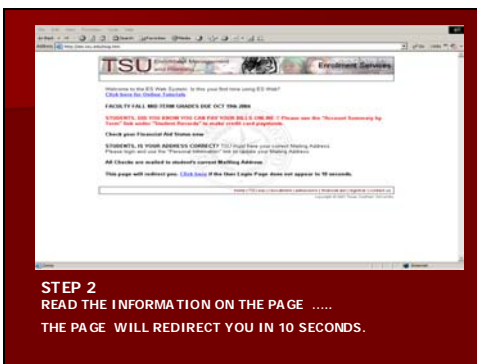 TSU Enrollment Management
and Planning
Enrollment Services
Welcome to the ES Web System. Is this your first time using ES Web?
Click here for Online Tutorials
FACULTY FALL MID TERM GRADES DUE OCT 19th 2004
STUDENTS, DID YOU KNOW YOU CAN PAY YOUR BILLS ONLINE ? Please see the "Account Summary by
Term" link under "Student Records" to make credit card payments.
Check your Financial Aid Status now
STUDENTS, IS YOUR ADDRESS CORRECT? TSU must have your current Mailing Address.
Please login and use the "Personal Information" link to update your Mailing Address
All Checks are mailed to student's current Mailing Address.
This page will redirect you. Click here if the User Login Page does not appear in 10 seconds.
STEP 2
READ THE INFORMATION ON THE PAGE .....
THE PAGE WILL REDIRECT YOU IN 10 SECONDS.